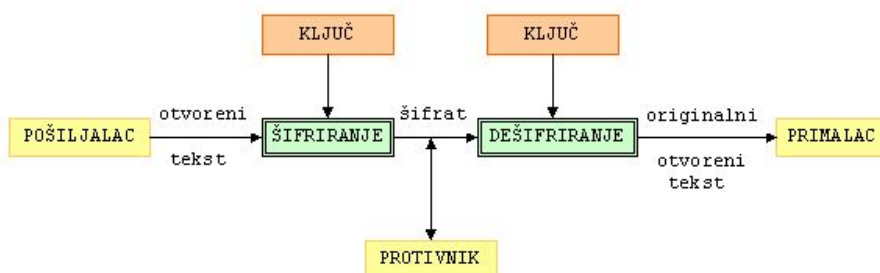 KLJUČ
KLJUČ
POŠILJALAC
otvoreni
tekst
ŠIFRIRANJE
šifrat
DEŠIFRIRANJE
originalni
otvoreni
tekst
PRIMALAC
PROTIVNIK